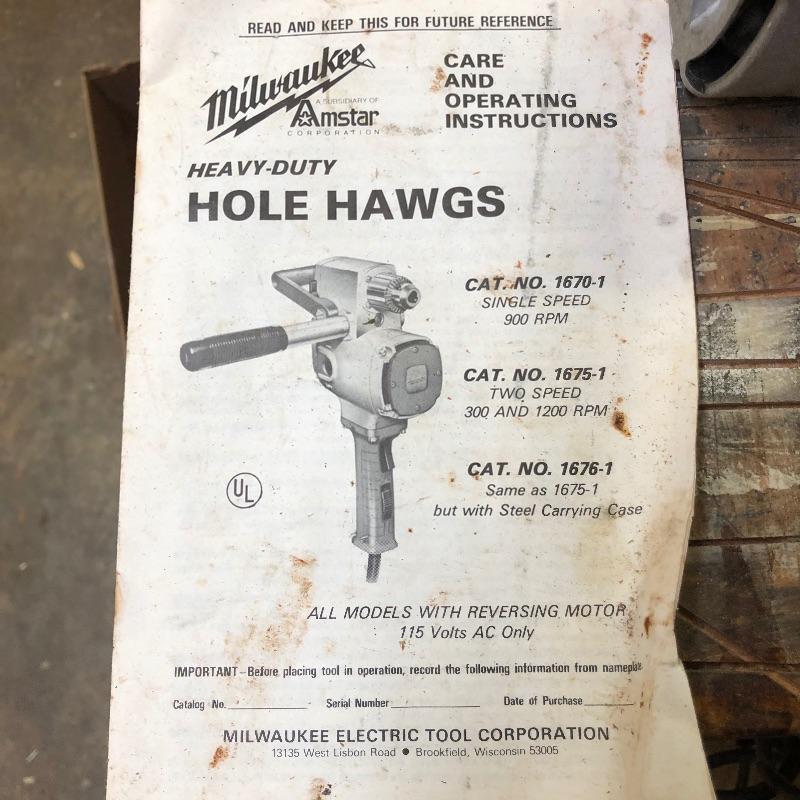 READ AND KEEP THIS FOR FUTURE REFERENCE
Milwaukee
A SUBSIDIARY OF
Amstar
CORPORATION
CARE
AND
OPERATING
INSTRUCTIONS
HEAVY-DUTY
HOLE HAWGS
CAT. NO. 1670-1
SINGLE SPEED
900 RPM
CAT. NO. 1675-1
TWO SPEED
300 AND 1200 RPM
CAT. NO. 1676-1
Same as 1675-1
but with Steel Carrying Case
UL
ALL MODELS WITH REVERSING MOTOR
115 Volts AC Only
IMPORTANT–Before placing tool in operation, record the following information from nameplate
Catalog No. Serial Number Date of Purchase
MILWAUKEE ELECTRIC TOOL CORPORATION
13135 West Lisbon Road ● Brookfield, Wisconsin 53005